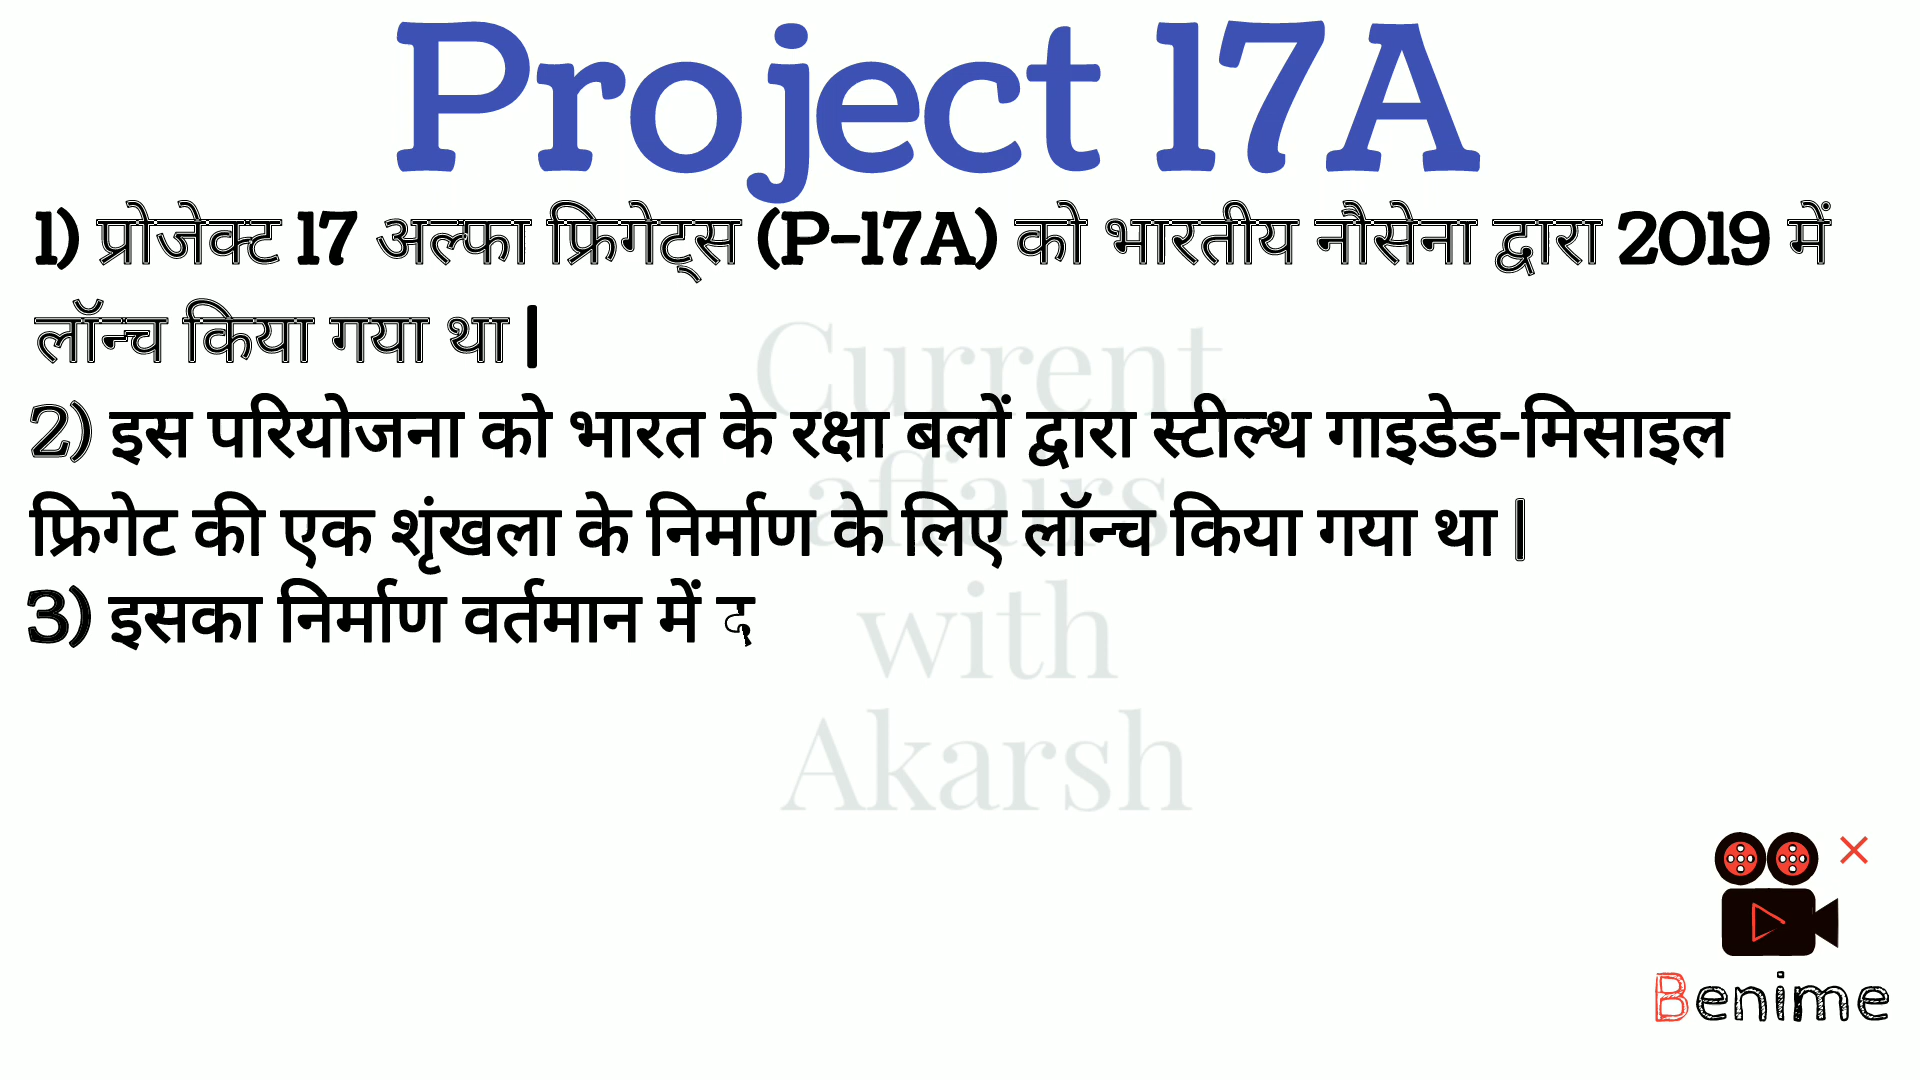 Project 17A
1) प्रोजेक्ट 17 अल्फा फ्रिगेट्स (P-17A) को भारतीय नौसेना द्वारा 2019 में
लॉन्च किया गया था |
2) इस परियोजना को भारत के रक्षा बलों द्वारा स्टील्थ गाइडेड-मिसाइल
फ्रिगेट की एक शृंखला के निर्माण के लिए लॉन्च किया गया था |
3) इसका निर्माण वर्तमान में द
Current
affairs
with
Akarsh
Benime